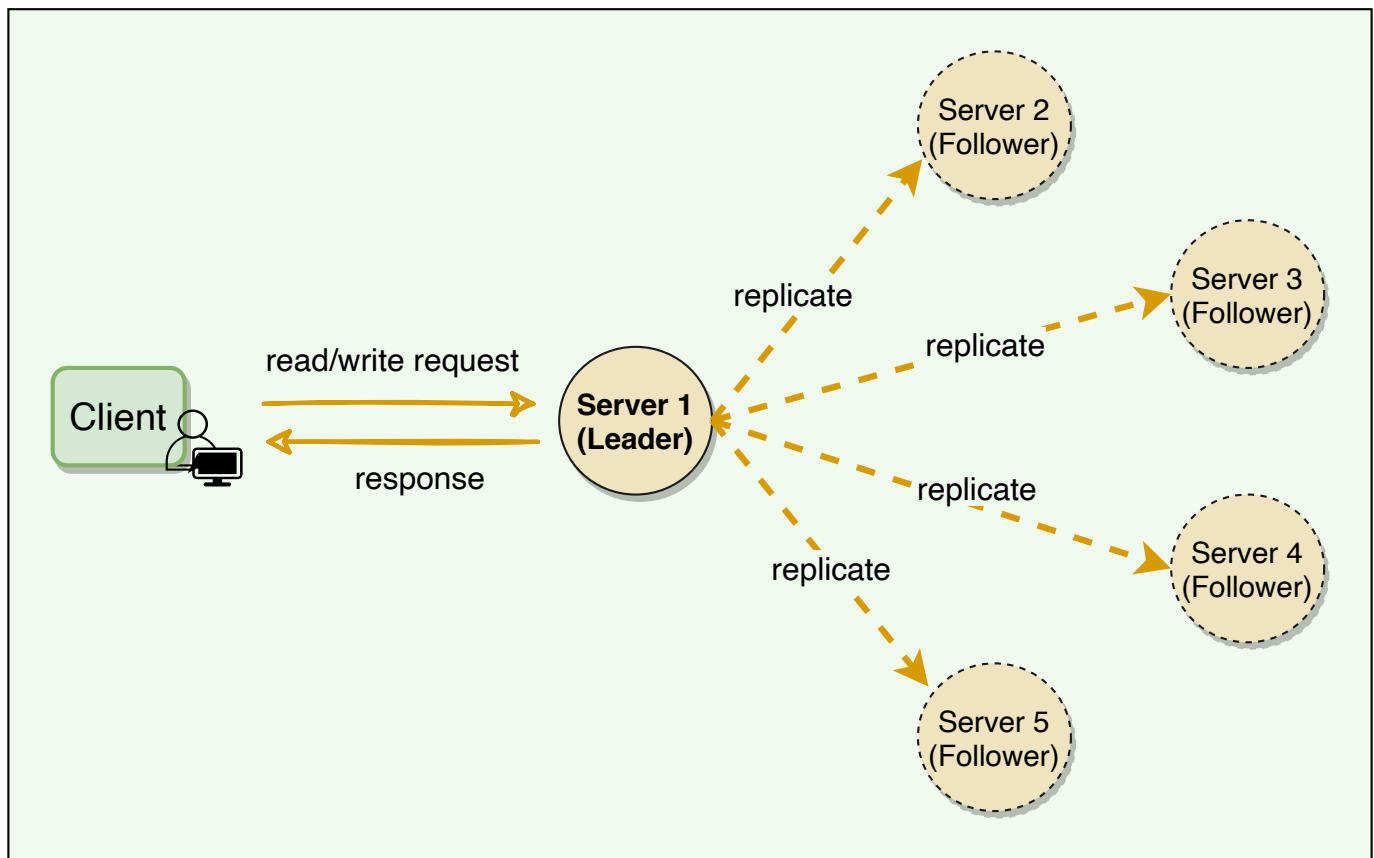 Server 2
(Follower)
Server 3
(Follower)
replicate
replicate
read/write request
Client
Server 1
(Leader)
response
replicate
Server 4
(Follower)
replicate
Server 5
(Follower)